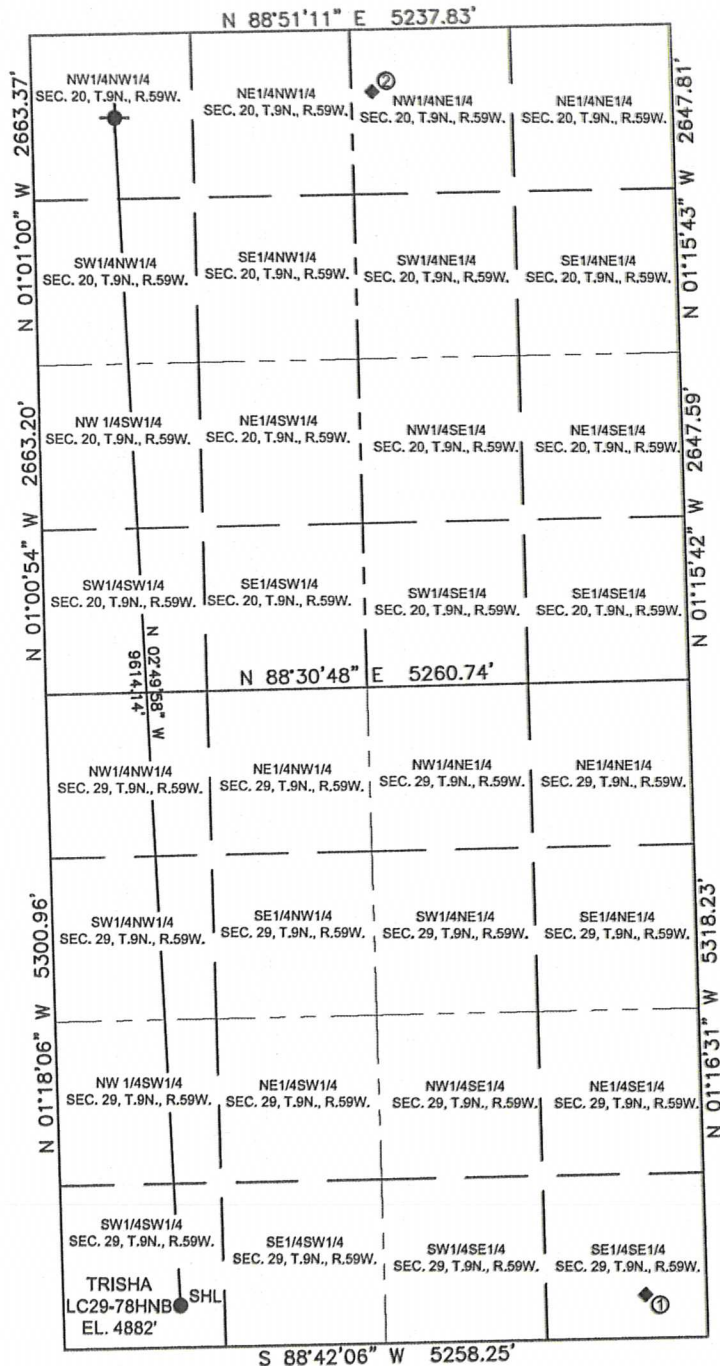 N 88°51'11" E 5237.83'
②
NW1/4NW1/4
SEC. 20, T.9N., R.59W.
NE1/4NW1/4
SEC. 20, T.9N., R.59W.
NW1/4NE1/4
SEC. 20, T.9N., R.59W.
NE1/4NE1/4
SEC. 20, T.9N., R.59W.
N 01°01'00" W 2663.37'
N 01°15'43" W 2647.81'
SW1/4NW1/4
SEC. 20, T.9N., R.59W.
SE1/4NW1/4
SEC. 20, T.9N., R.59W.
SW1/4NE1/4
SEC. 20, T.9N., R.59W.
SE1/4NE1/4
SEC. 20, T.9N., R.59W.
NW 1/4SW1/4
SEC. 20, T.9N., R.59W.
NE1/4SW1/4
SEC. 20, T.9N., R.59W.
NW1/4SE1/4
SEC. 20, T.9N., R.59W.
NE1/4SE1/4
SEC. 20, T.9N., R.59W.
N 01°00'54" W 2663.20'
N 01°15'42" W 2647.59'
SW1/4SW1/4
SEC. 20, T.9N., R.59W.
SE1/4SW1/4
SEC. 20, T.9N., R.59W.
SW1/4SE1/4
SEC. 20, T.9N., R.59W.
SE1/4SE1/4
SEC. 20, T.9N., R.59W.
N 02°49'58" W
9614.14'
N 88°30'48" E 5260.74'
NW1/4NW1/4
SEC. 29, T.9N., R.59W.
NE1/4NW1/4
SEC. 29, T.9N., R.59W.
NW1/4NE1/4
SEC. 29, T.9N., R.59W.
NE1/4NE1/4
SEC. 29, T.9N., R.59W.
SW1/4NW1/4
SEC. 29, T.9N., R.59W.
SE1/4NW1/4
SEC. 29, T.9N., R.59W.
SW1/4NE1/4
SEC. 29, T.9N., R.59W.
SE1/4NE1/4
SEC. 29, T.9N., R.59W.
N 01°18'06" W 5300.96'
N 01°16'31" W 5318.23'
NW 1/4SW1/4
SEC. 29, T.9N., R.59W.
NE1/4SW1/4
SEC. 29, T.9N., R.59W.
NW1/4SE1/4
SEC. 29, T.9N., R.59W.
NE1/4SE1/4
SEC. 29, T.9N., R.59W.
SW1/4SW1/4
SEC. 29, T.9N., R.59W.
SE1/4SW1/4
SEC. 29, T.9N., R.59W.
SW1/4SE1/4
SEC. 29, T.9N., R.59W.
SE1/4SE1/4
SEC. 29, T.9N., R.59W.
TRISHA
LC29-78HNB
EL. 4882'
SHL
①
S 88°42'06" W 5258.25'